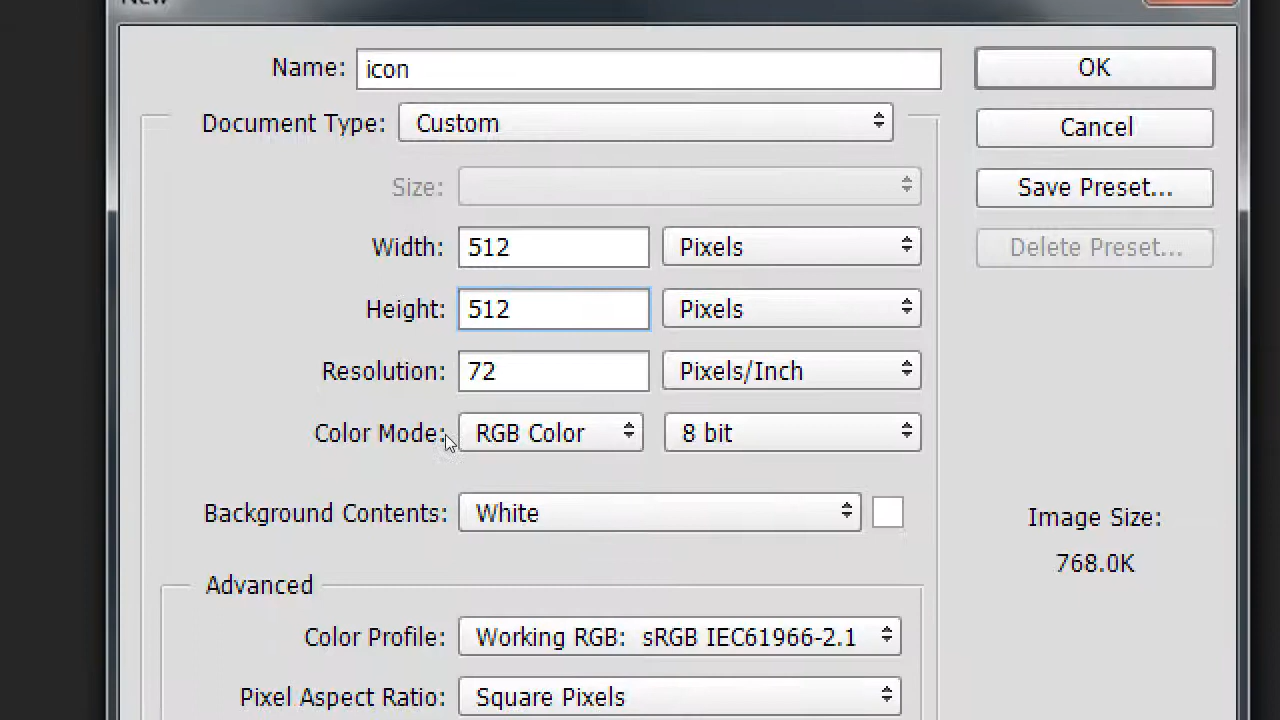 New
Name: icon OK
Document Type: Custom Cancel
Size: Save Preset...
Width: 512 Pixels Delete Preset...
Height: 512 Pixels
Resolution: 72 Pixels/Inch
Color Mode: RGB Color 8 bit
Background Contents: White Image Size:
768.0K
Advanced
Color Profile: Working RGB: sRGB IEC61966-2.1
Pixel Aspect Ratio: Square Pixels